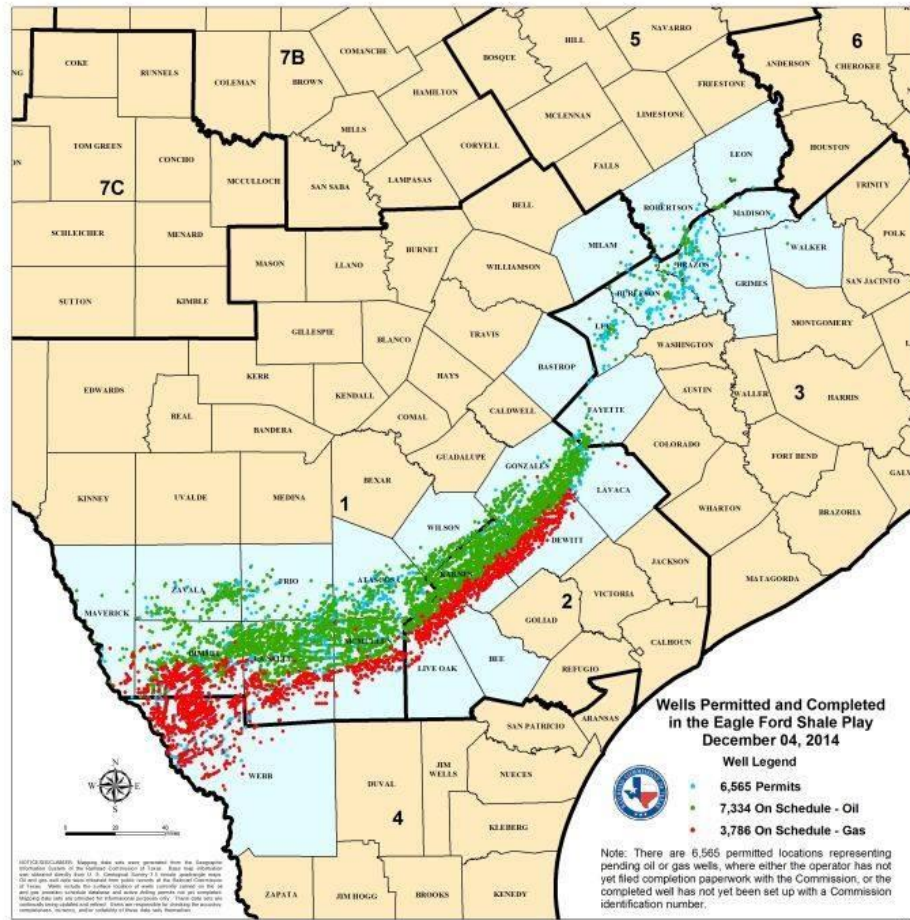 NAVARRO
HILL
5
BOSQUE
7B
COMANCHE
6
ANDERSON
CHEROKEE
COKE
RUNNELS
COLEMAN
BROWN
HAMILTON
FREESTONE
MCLENNAN
LIMESTONE
MILLS
CORYELL
FALLS
LEON
HOUSTON
TOM GREEN
CONCHO
7C
MCCULLOCH
SAN SABA
LAMPASAS
TRINITY
BELL
ROBERTSON
MADISON
POLK
SCHLEICHER
MENARD
MILAM
WALKER
MASON
LLANO
BURNET
WILLIAMSON
BRAZOS
GRIMES
SAN JACINTO
SUTTON
KIMBLE
BURLESON
MONTGOMERY
GILLESPIE
TRAVIS
LEE
WASHINGTON
BLANCO
BASTROP
EDWARDS
KERR
HAYS
AUSTIN
WALLER
3
HARRIS
REAL
KENDALL
COMAL
CALDWELL
FAYETTE
BANDERA
COLORADO
GUADALUPE
FORT BEND
GONZALES
KINNEY
UVALDE
MEDINA
BEXAR
LAVACA
1
WHARTON
BRAZORIA
WILSON
DEWITT
JACKSON
MATAGORDA
ZAVALA
FRIO
ATASCOSA
KARNES
MAVERICK
2
VICTORIA
GOLIAD
CALHOUN
DIMMIT
LA SALLE
MCMULLEN
LIVE OAK
BEE
REFUGIO
ARANSAS
SAN PATRICIO
Wells Permitted and Completed
in the Eagle Ford Shale Play
December 04, 2014
Well Legend
6,565 Permits
7,334 On Schedule - Oil
3,786 On Schedule - Gas
Note: There are 6,565 permitted locations representing
pending oil or gas wells, where either the operator has not
yet filed completion paperwork with the Commission, or the
completed well has not yet been set up with a Commission
identification number.
N
W
E
S
WEBB
DUVAL
JIM
WELLS
NUECES
4
KLEBERG
ZAPATA
JIM HOGG
BROOKS
KENEDY